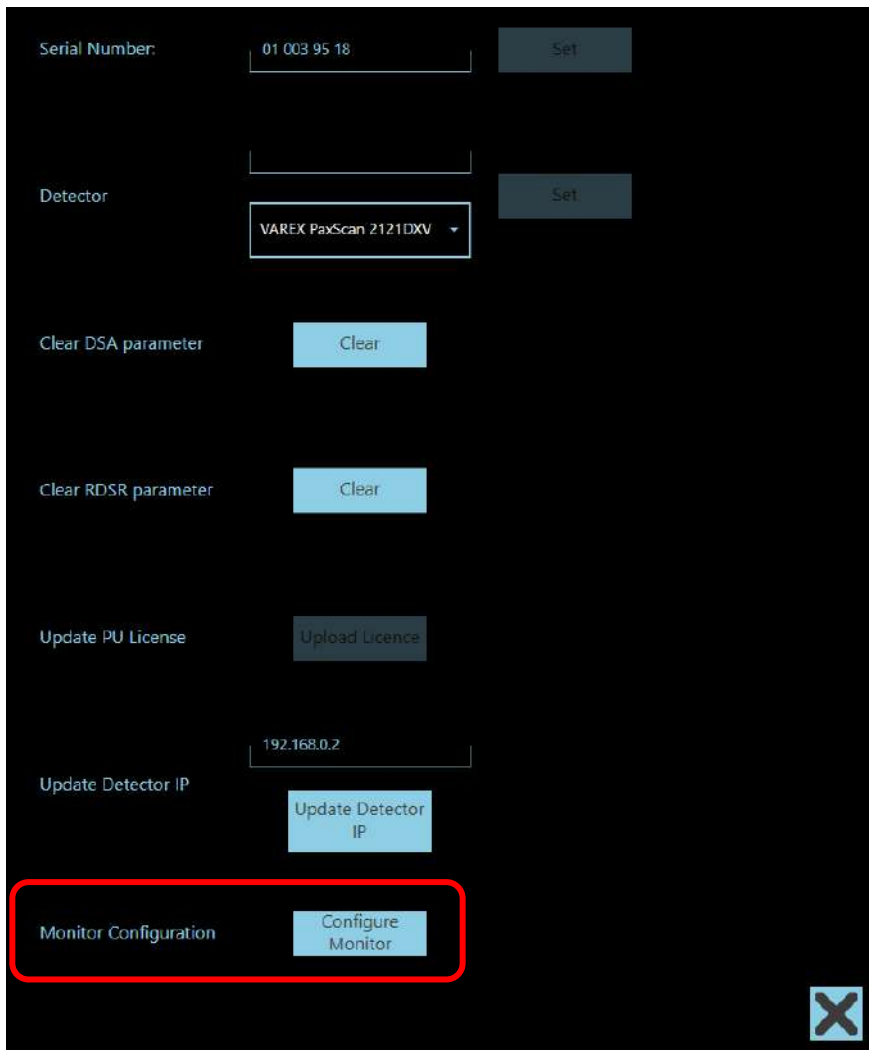 Serial Number:
01 003 95 18
Set
Detector
Set
VAREX PaxScan 2121DXV
Clear DSA parameter
Clear
Clear RDSR parameter
Clear
Update PU License
Upload Licence
192.168.0.2
Update Detector IP
Update Detector
IP
Monitor Configuration
Configure
Monitor